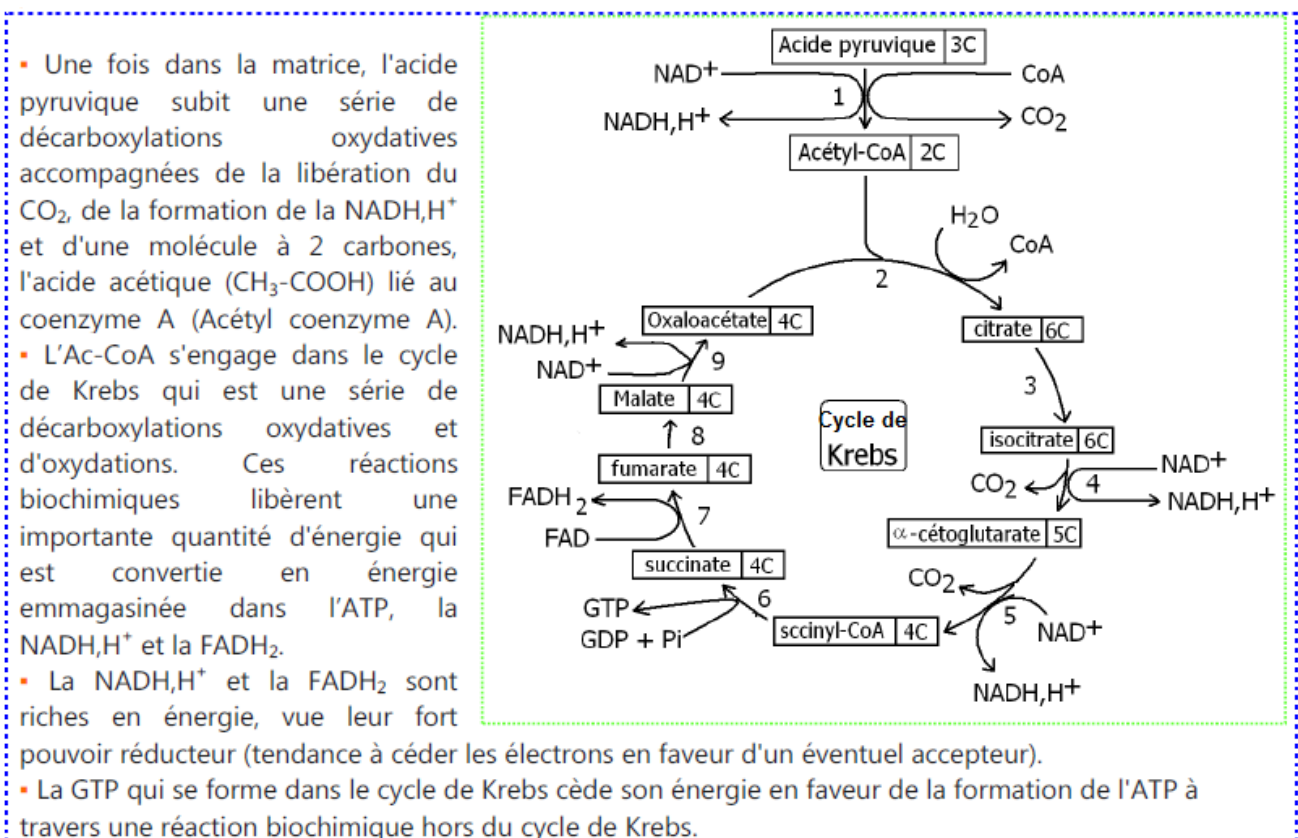 ▪ Une fois dans la matrice, l'acide
pyruvique subit une série de
décarboxylations oxydatives
accompagnées de la libération du
CO₂, de la formation de la NADH,H⁺
et d'une molécule à 2 carbones,
l'acide acétique (CH₃-COOH) lié au
coenzyme A (Acétyl coenzyme A).
▪ L'Ac-CoA s'engage dans le cycle
de Krebs qui est une série de
décarboxylations oxydatives et
d'oxydations. Ces réactions
biochimiques libèrent une
importante quantité d'énergie qui
est convertie en énergie
emmagasinée dans l'ATP, la
NADH,H⁺ et la FADH₂.
▪ La NADH,H⁺ et la FADH₂ sont
riches en énergie, vue leur fort
pouvoir réducteur (tendance à céder les électrons en faveur d'un éventuel accepteur).
▪ La GTP qui se forme dans le cycle de Krebs cède son énergie en faveur de la formation de l'ATP à
travers une réaction biochimique hors du cycle de Krebs.
Acide pyruvique 3C
NAD⁺ CoA
1
NADH,H⁺ CO₂
Acétyl-CoA 2C
H₂O
CoA
2
Oxaloacétate 4C
citrate 6C
NADH,H⁺
NAD⁺ 9
3
Malate 4C
Cycle de
Krebs
isocitrate 6C
8
fumarate 4C
CO₂ 4 NAD⁺
NADH,H⁺
FADH₂
7
FAD
α-cétoglutarate 5C
succinate 4C
CO₂
6
GTP
GDP + Pi
sccinyl-CoA 4C
5
NAD⁺
NADH,H⁺